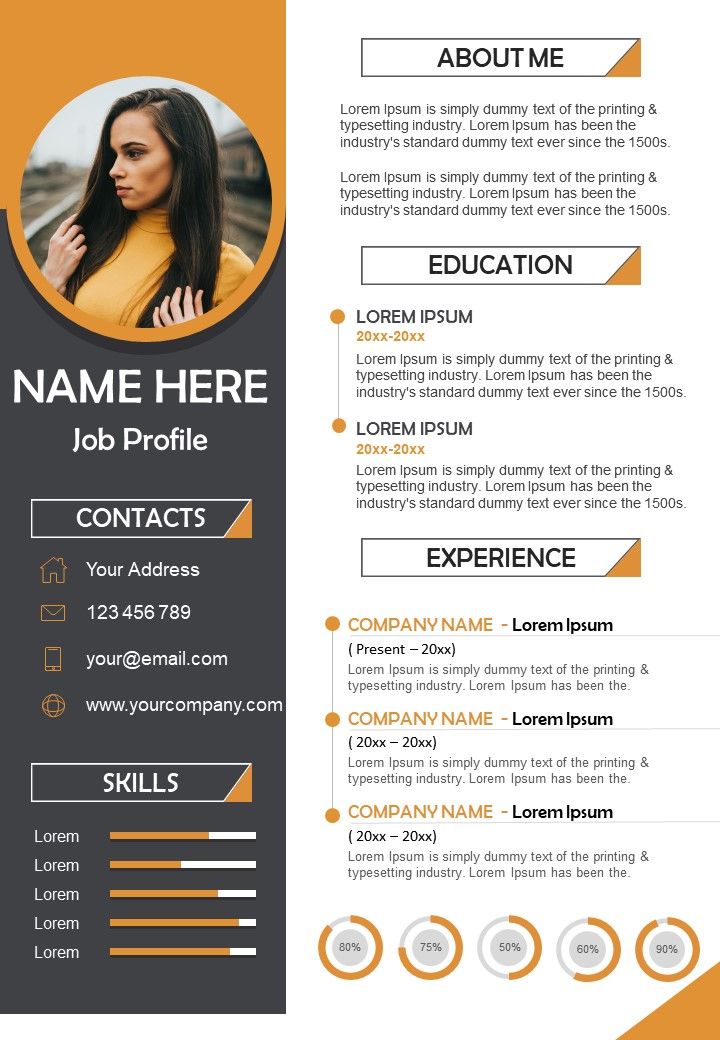 NAME HERE
Job Profile
CONTACTS
Your Address
123 456 789
your@email.com
www.yourcompany.com
SKILLS
Lorem
Lorem
Lorem
Lorem
Lorem
ABOUT ME
Lorem Ipsum is simply dummy text of the printing &
typesetting industry. Lorem Ipsum has been the
industry's standard dummy text ever since the 1500s.
Lorem Ipsum is simply dummy text of the printing &
typesetting industry. Lorem Ipsum has been the
industry's standard dummy text ever since the 1500s.
EDUCATION
LOREM IPSUM
20xx-20xx
Lorem Ipsum is simply dummy text of the printing &
typesetting industry. Lorem Ipsum has been the
industry's standard dummy text ever since the 1500s.
LOREM IPSUM
20xx-20xx
Lorem Ipsum is simply dummy text of the printing &
typesetting industry. Lorem Ipsum has been the
industry's standard dummy text ever since the 1500s.
EXPERIENCE
COMPANY NAME - Lorem Ipsum
( Present – 20xx)
Lorem Ipsum is simply dummy text of the printing &
typesetting industry. Lorem Ipsum has been the.
COMPANY NAME - Lorem Ipsum
( 20xx – 20xx)
Lorem Ipsum is simply dummy text of the printing &
typesetting industry. Lorem Ipsum has been the.
COMPANY NAME - Lorem Ipsum
( 20xx – 20xx)
Lorem Ipsum is simply dummy text of the printing &
typesetting industry. Lorem Ipsum has been the.
80% 75% 50% 60% 90%